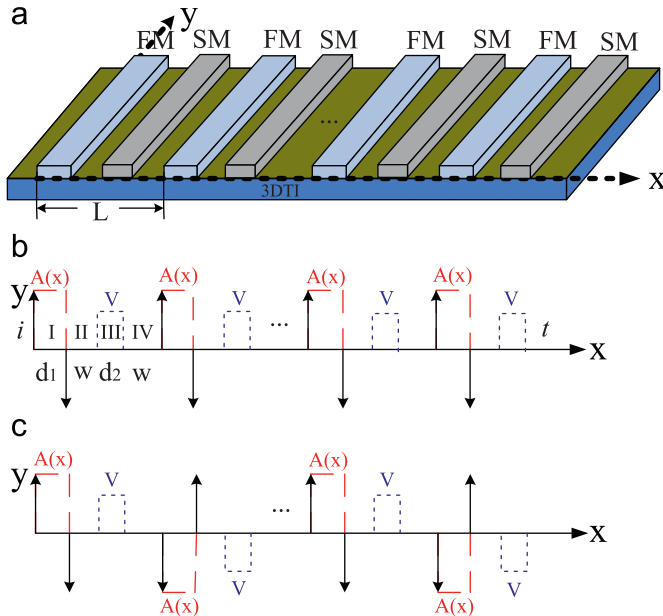 a
y
FM SM FM SM FM SM FM SM
...
3DTI
x
L
b
y A(x) V A(x) V A(x) V A(x) V
i I II III IV ... t
x
d1 w d2 w
c
y A(x) V ... A(x) V
x
A(x) V A(x) V